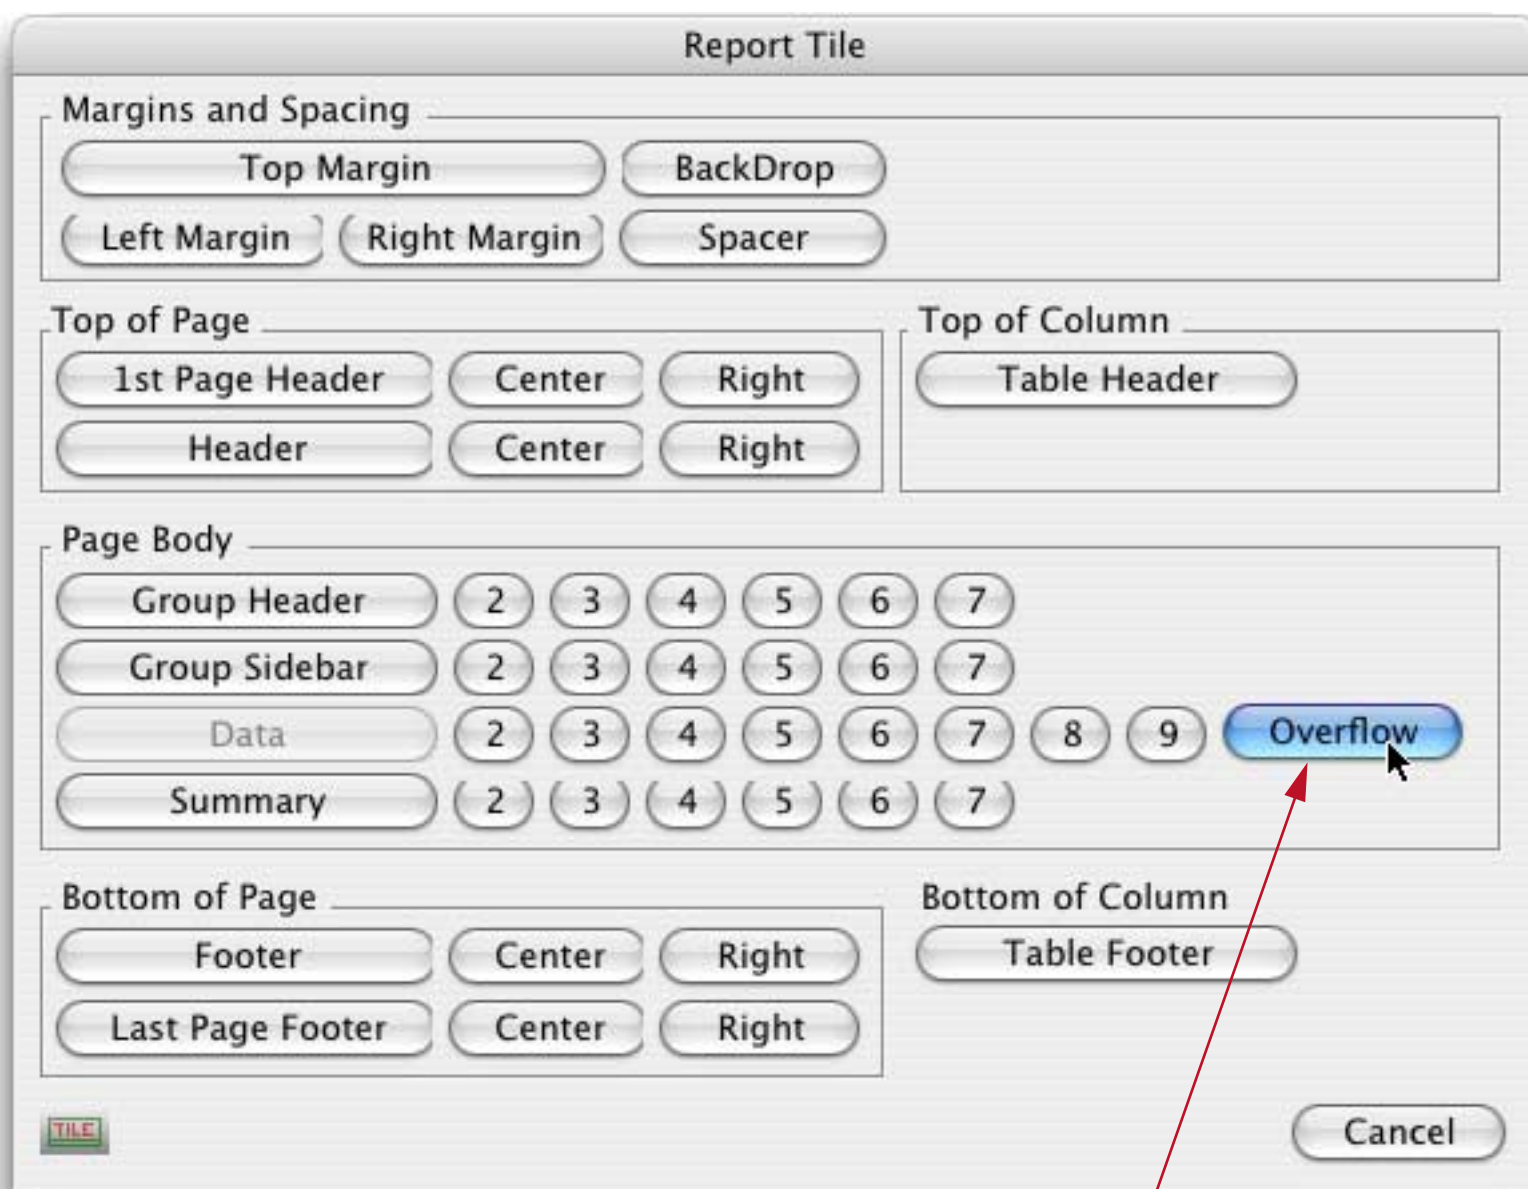 Report Tile
Margins and Spacing
Top Margin BackDrop
Left Margin Right Margin Spacer
Top of Page Top of Column
1st Page Header Center Right Table Header
Header Center Right
Page Body
Group Header 2 3 4 5 6 7
Group Sidebar 2 3 4 5 6 7
Data 2 3 4 5 6 7 8 9 Overflow
Summary 2 3 4 5 6 7
Bottom of Page Bottom of Column
Footer Center Right Table Footer
Last Page Footer Center Right
TILE Cancel